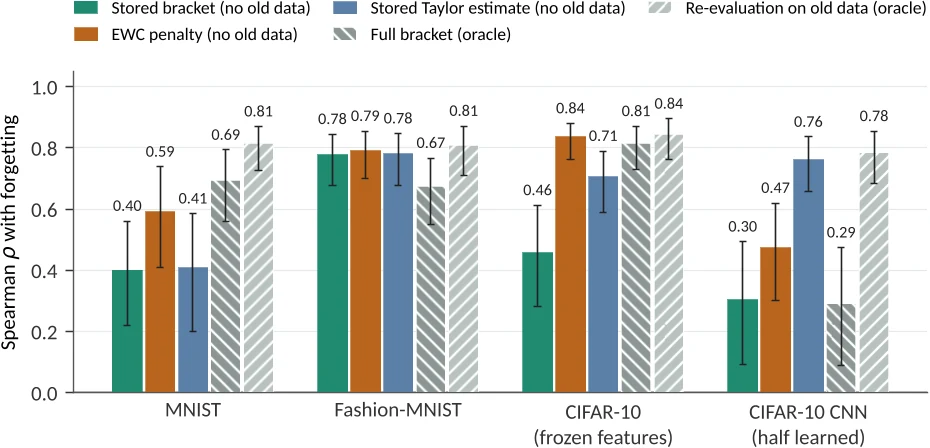 Stored bracket (no old data) Stored Taylor estimate (no old data) Re-evaluation on old data (oracle)
EWC penalty (no old data) Full bracket (oracle)
Spearman ρ with forgetting
1.0
0.8
0.6
0.4
0.2
0.0
0.40 0.59 0.41 0.69 0.81
0.78 0.79 0.78 0.67 0.81
0.46 0.84 0.71 0.81 0.84
0.30 0.47 0.76 0.29 0.78
MNIST Fashion-MNIST CIFAR-10 CIFAR-10 CNN
(frozen features) (half learned)